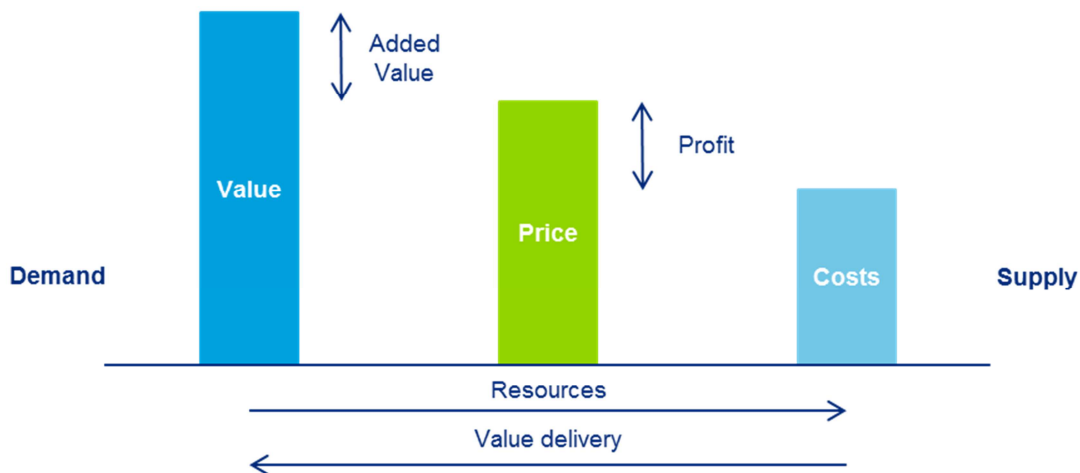 Added
Value
Profit
Value
Price
Demand
Costs
Supply
Resources
Value delivery